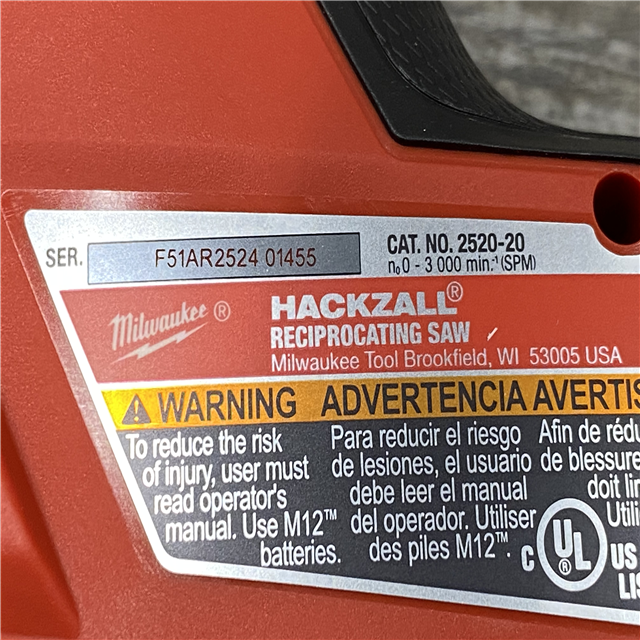 SER. F51AR2524 01455
CAT. NO. 2520-20
n₀ 0 - 3 000 min.⁻¹ (SPM)
Milwaukee ®
HACKZALL®
RECIPROCATING SAW
Milwaukee Tool Brookfield, WI 53005 USA
WARNING ADVERTENCIA AVERTIS
To reduce the risk
of injury, user must
read operator's
manual. Use M12™
batteries.
Para reducir el riesgo
de lesiones, el usuario
debe leer el manual
del operador. Utiliser
des piles M12™.
Afin de rédu
de blessure
doit lir
Utili
C UL US
LIS